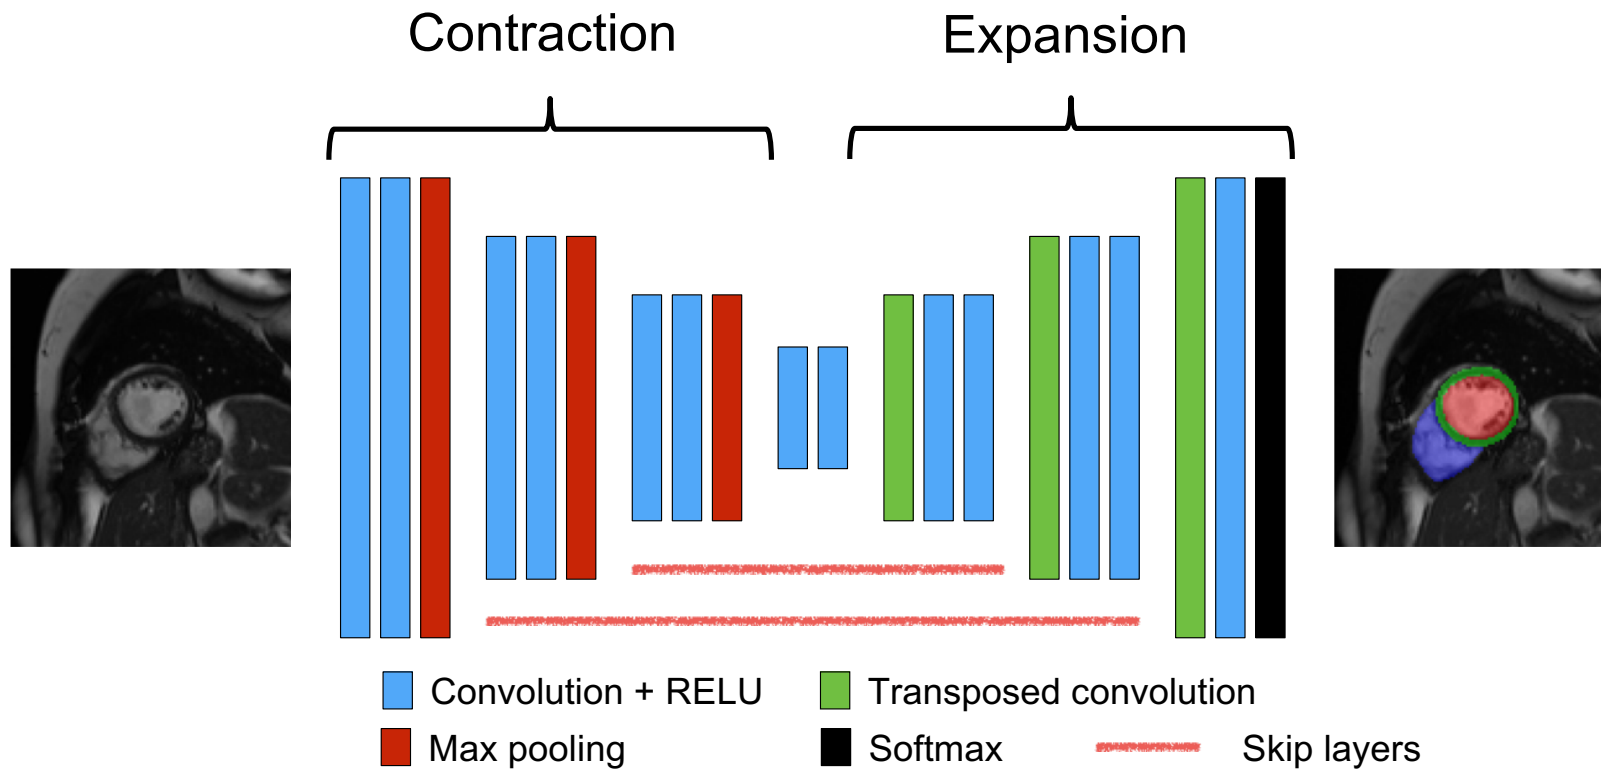 Contraction
Expansion
Convolution + RELU
Transposed convolution
Max pooling
Softmax
Skip layers